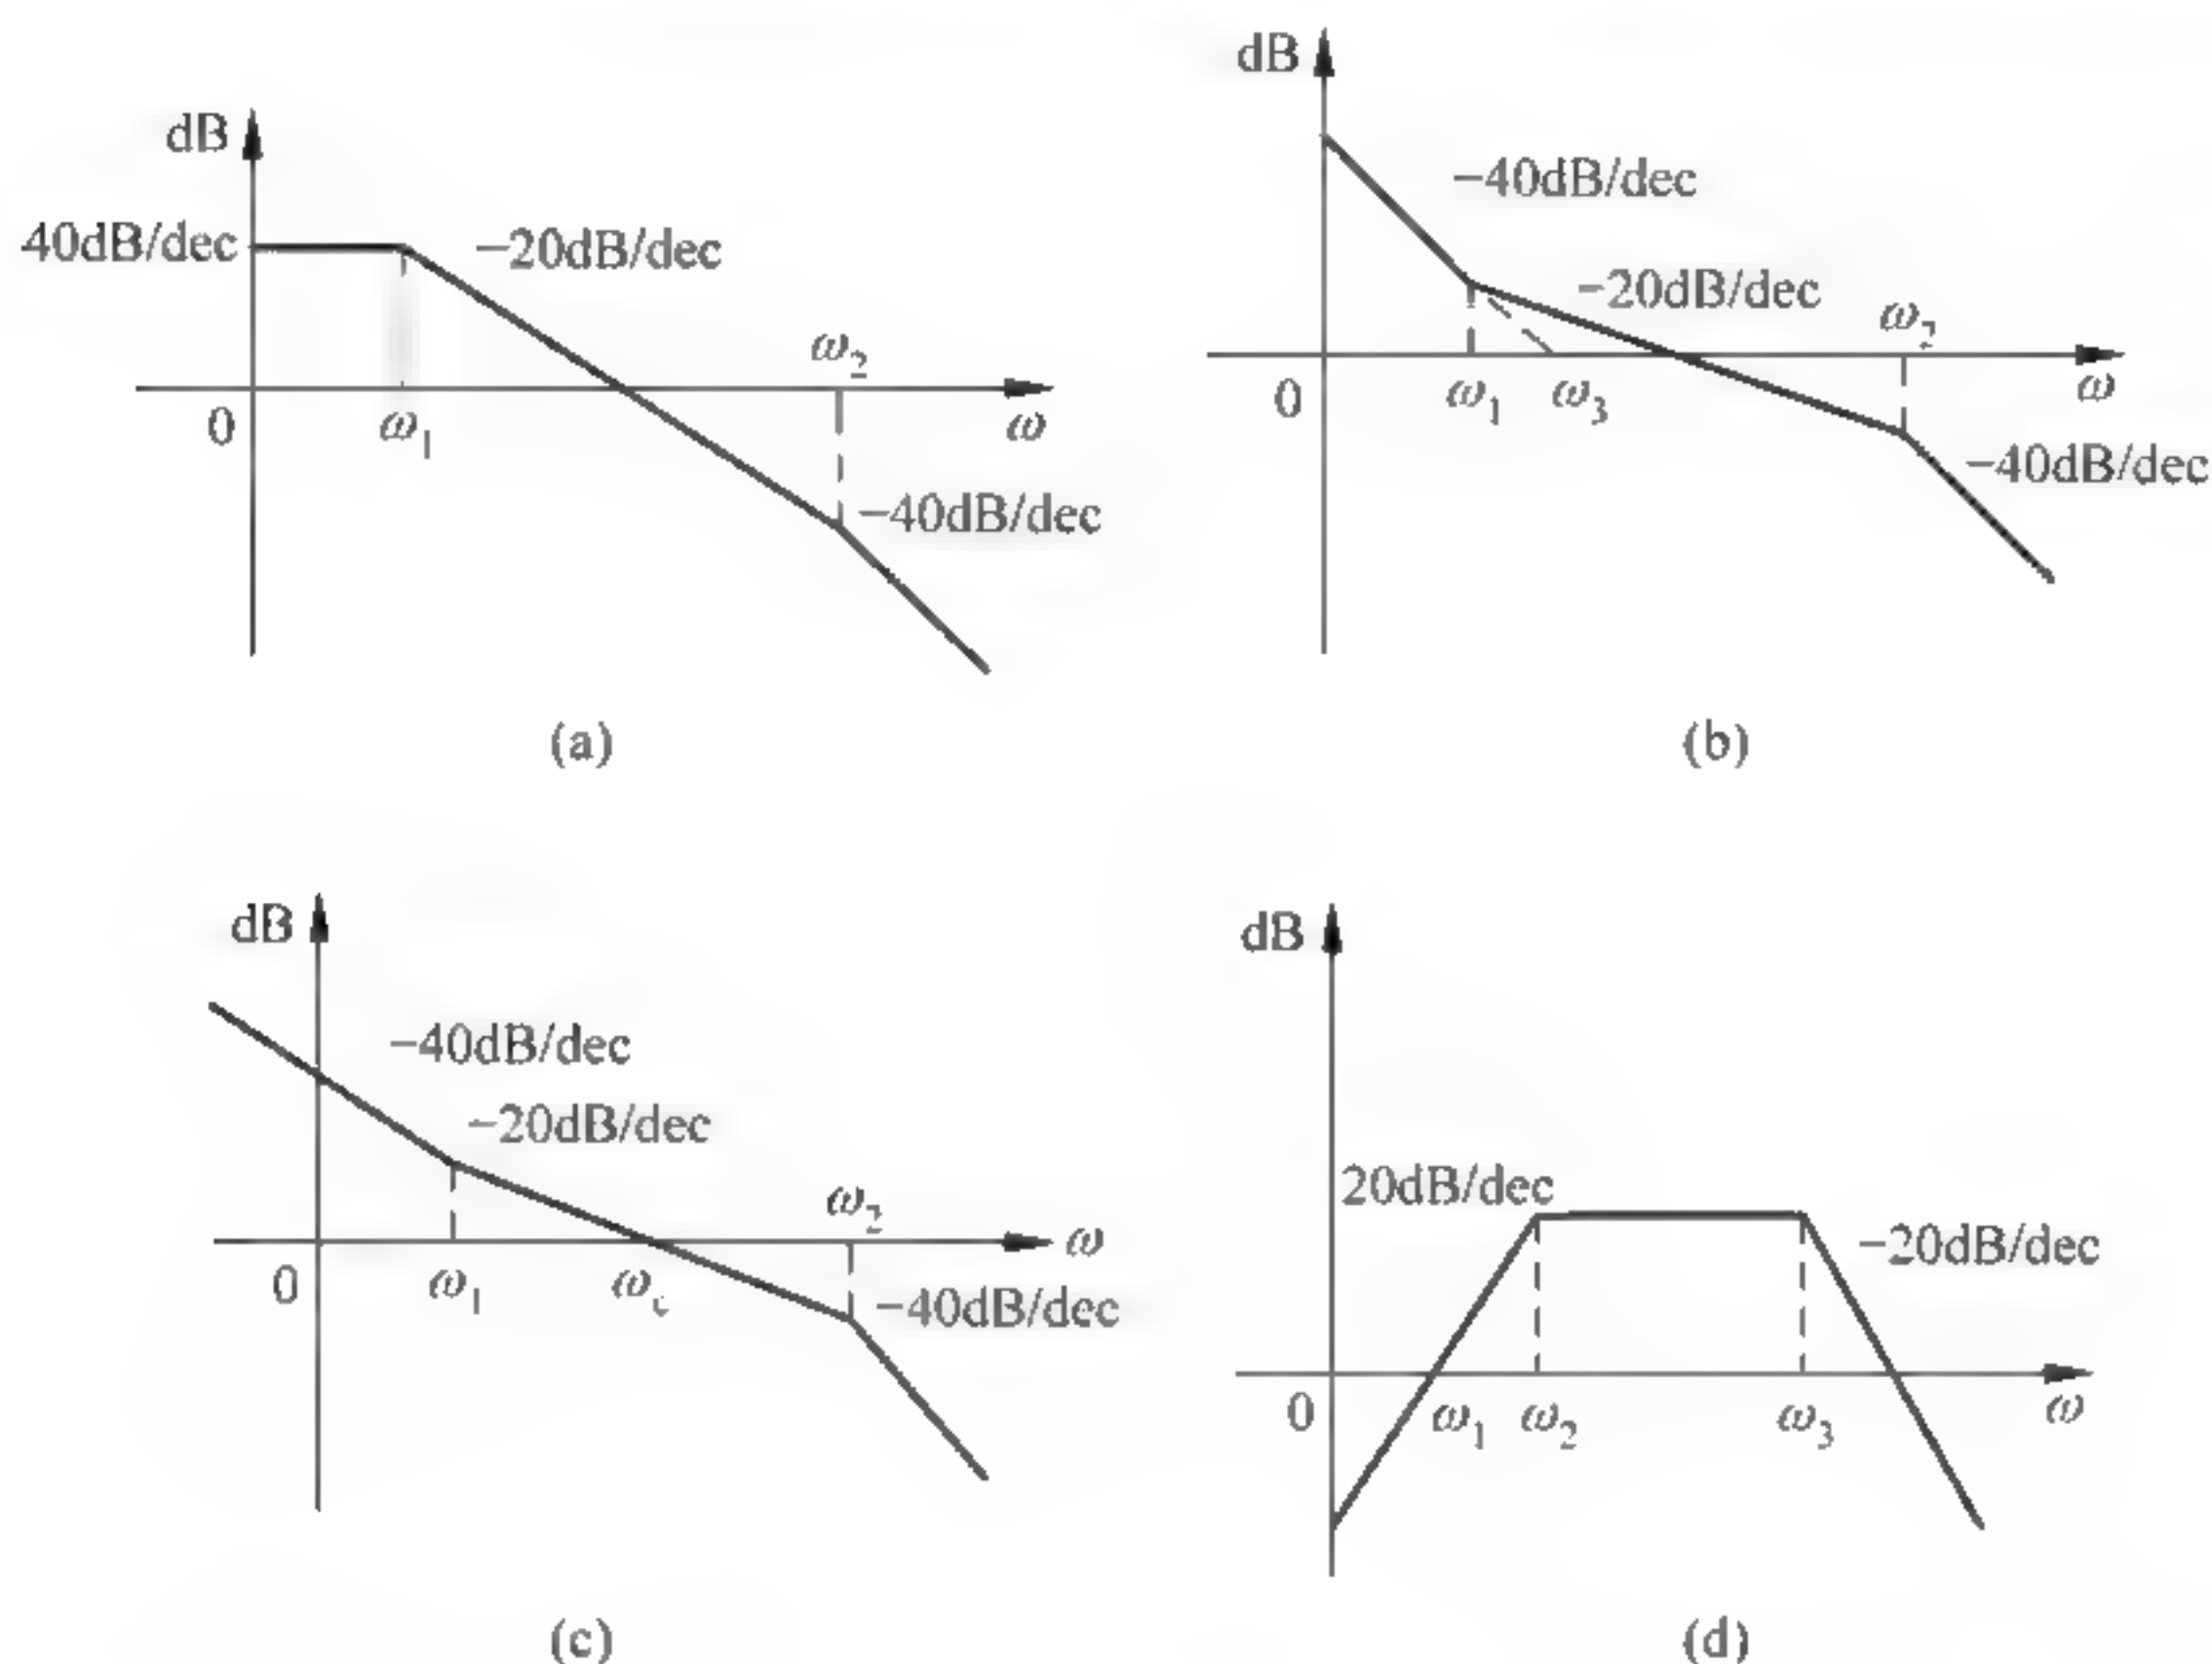 dB
40dB/dec
−20dB/dec
ω2
0
ω1
ω
−40dB/dec
(a)
dB
−40dB/dec
−20dB/dec
ω2
0
ω1
ω3
ω
−40dB/dec
(b)
dB
−40dB/dec
−20dB/dec
ω2
ω
0
ω1
ωc
−40dB/dec
(c)
dB
20dB/dec
−20dB/dec
0
ω1
ω2
ω3
ω
(d)